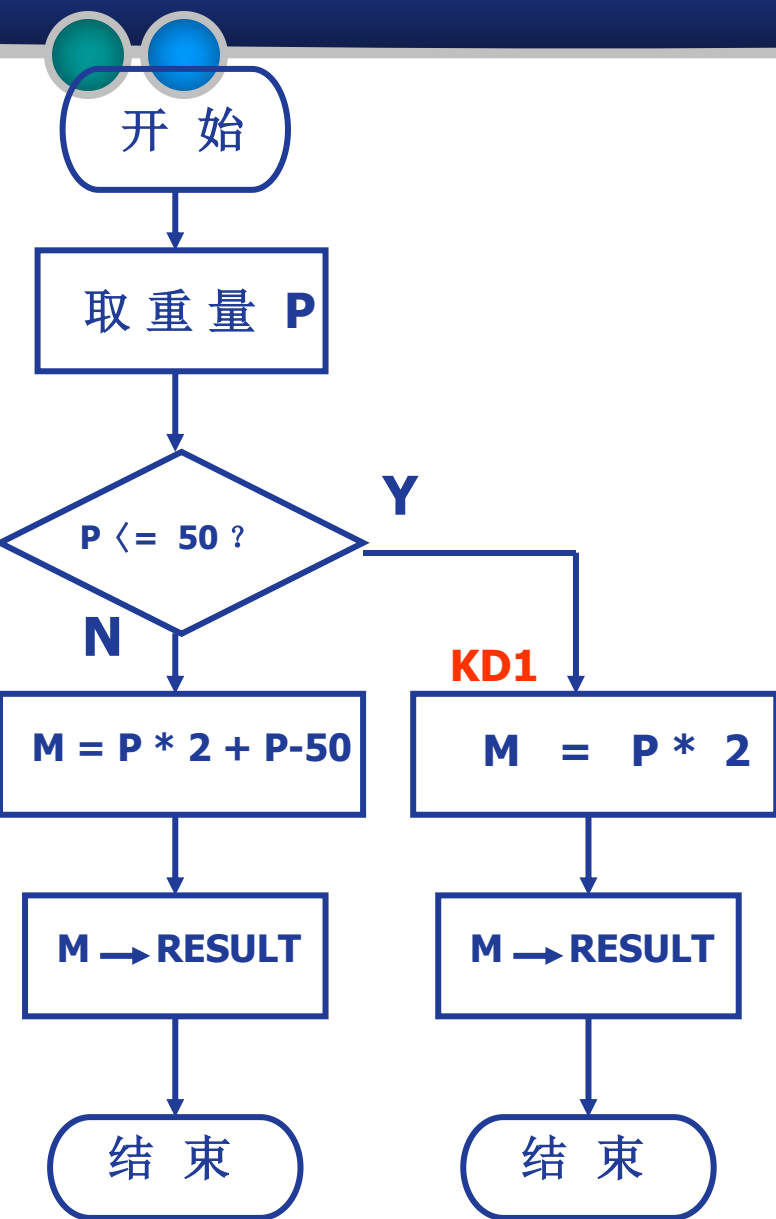 开 始
取 重 量 P
P〈= 50 ?
Y
N
KD1
M = P * 2 + P-50
M = P * 2
M → RESULT
M → RESULT
结 束
结 束